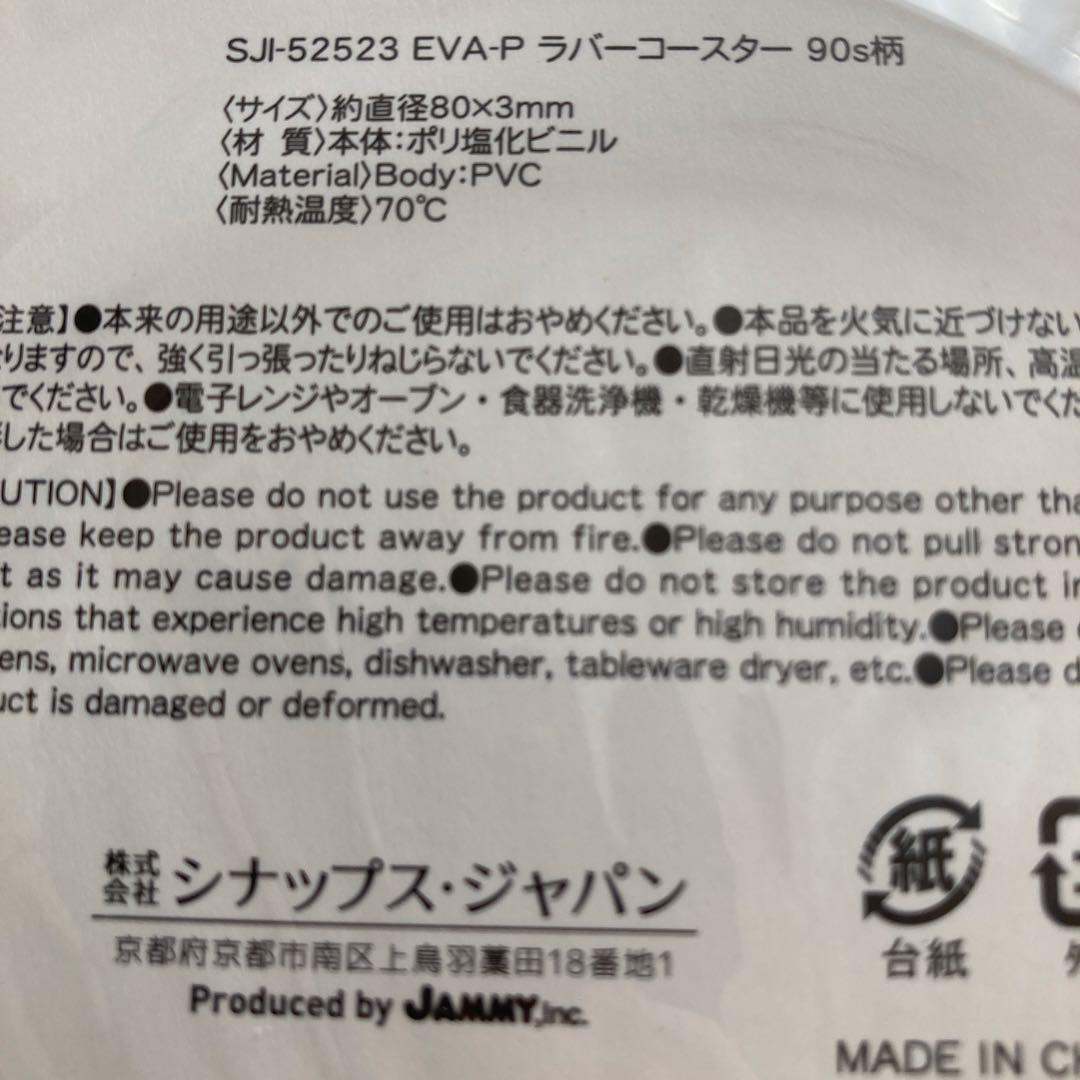 SJI-52523 EVA-P ラバーコースター 90s柄
〈サイズ〉約直径80×3mm
〈材 質〉本体：ポリ塩化ビニル
〈Material〉Body：PVC
〈耐熱温度〉70℃
注意】●本来の用途以外でのご使用はおやめください。●本品を火気に近づけない
なりますので、強く引っ張ったりねじらないでください。●直射日光の当たる場所、高温
でください。●電子レンジやオーブン・食器洗浄機・乾燥機等に使用しないでくだ
した場合はご使用をおやめください。
UTION】●Please do not use the product for any purpose other tha
ease keep the product away from fire.●Please do not pull stron
t as it may cause damage.●Please do not store the product in
tions that experience high temperatures or high humidity.●Please
ens, microwave ovens, dishwasher, tableware dryer, etc.●Please d
uct is damaged or deformed.
株式会社 シナップス・ジャパン
京都府京都市南区上鳥羽藁田18番地1
Produced by JAMMY,Inc.
紙
台紙
MADE IN CH